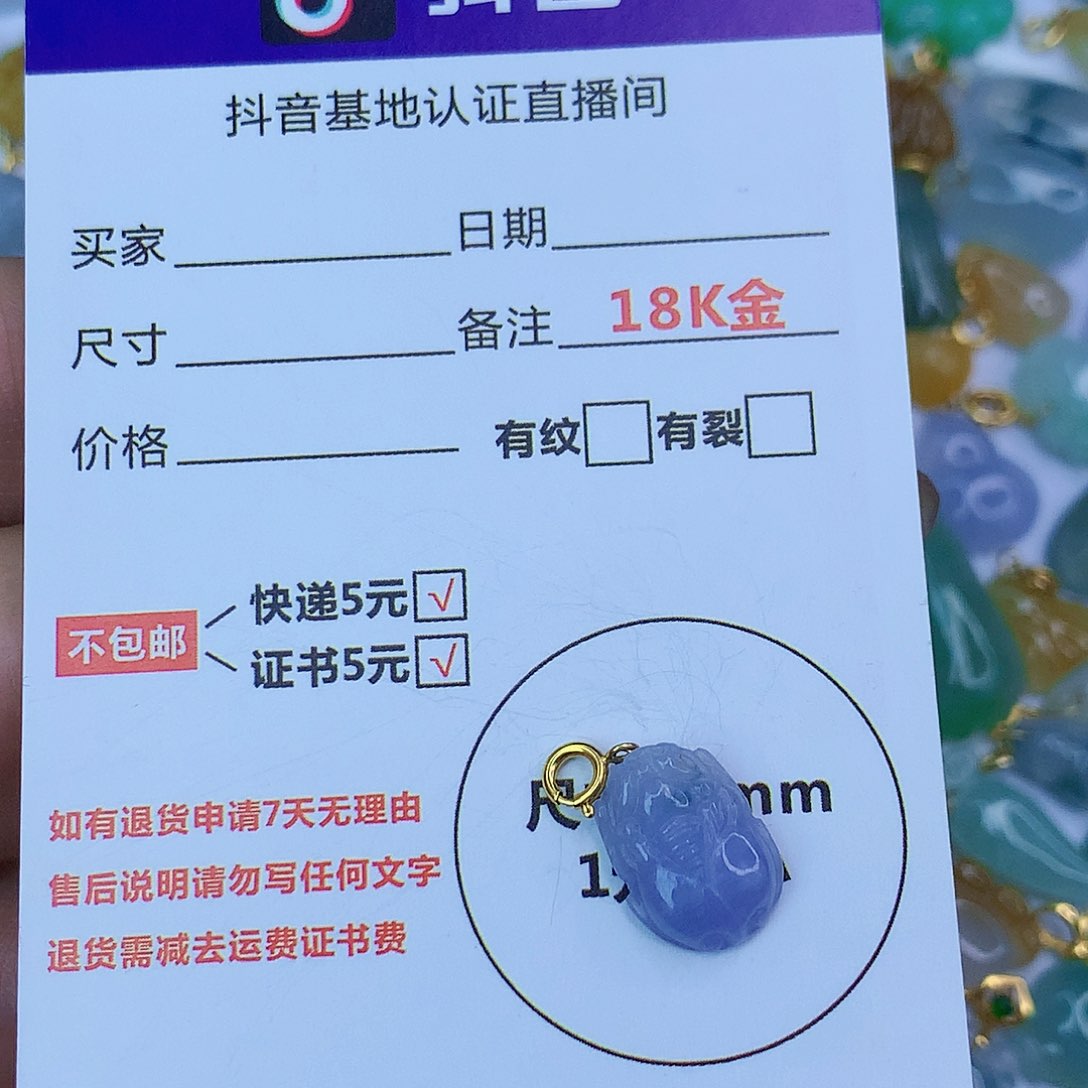 抖音基地认证直播间
买家 日期
尺寸 备注 18K金
价格 有纹 有裂
不包邮
快递5元 √
证书5元 √
如有退货申请7天无理由
售后说明请勿写任何文字
退货需减去运费证书费
尺 mm
1